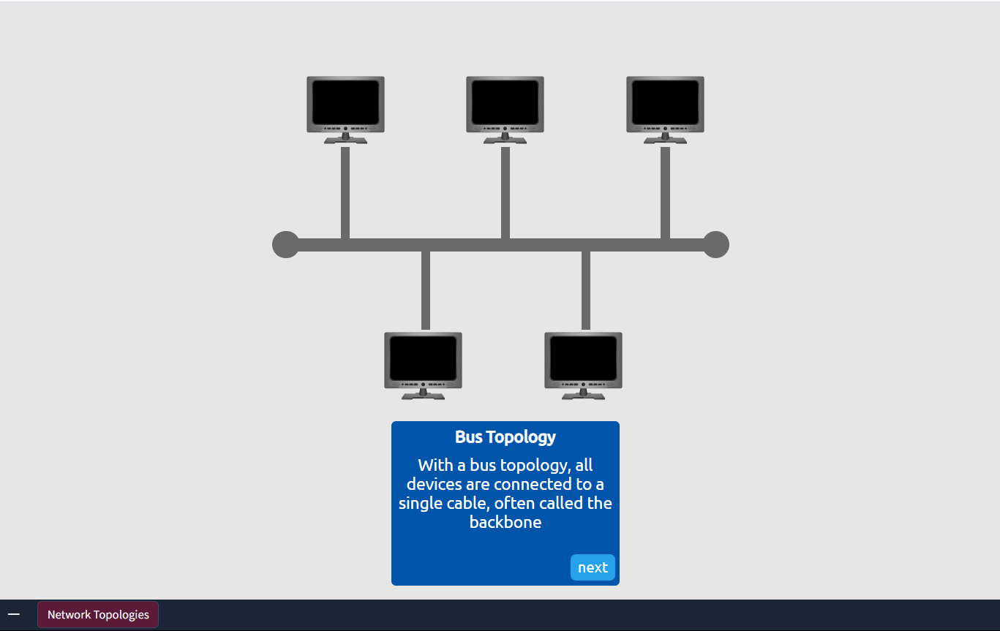 Bus Topology
With a bus topology, all
devices are connected to a
single cable, often called the
backbone
next
Network Topologies